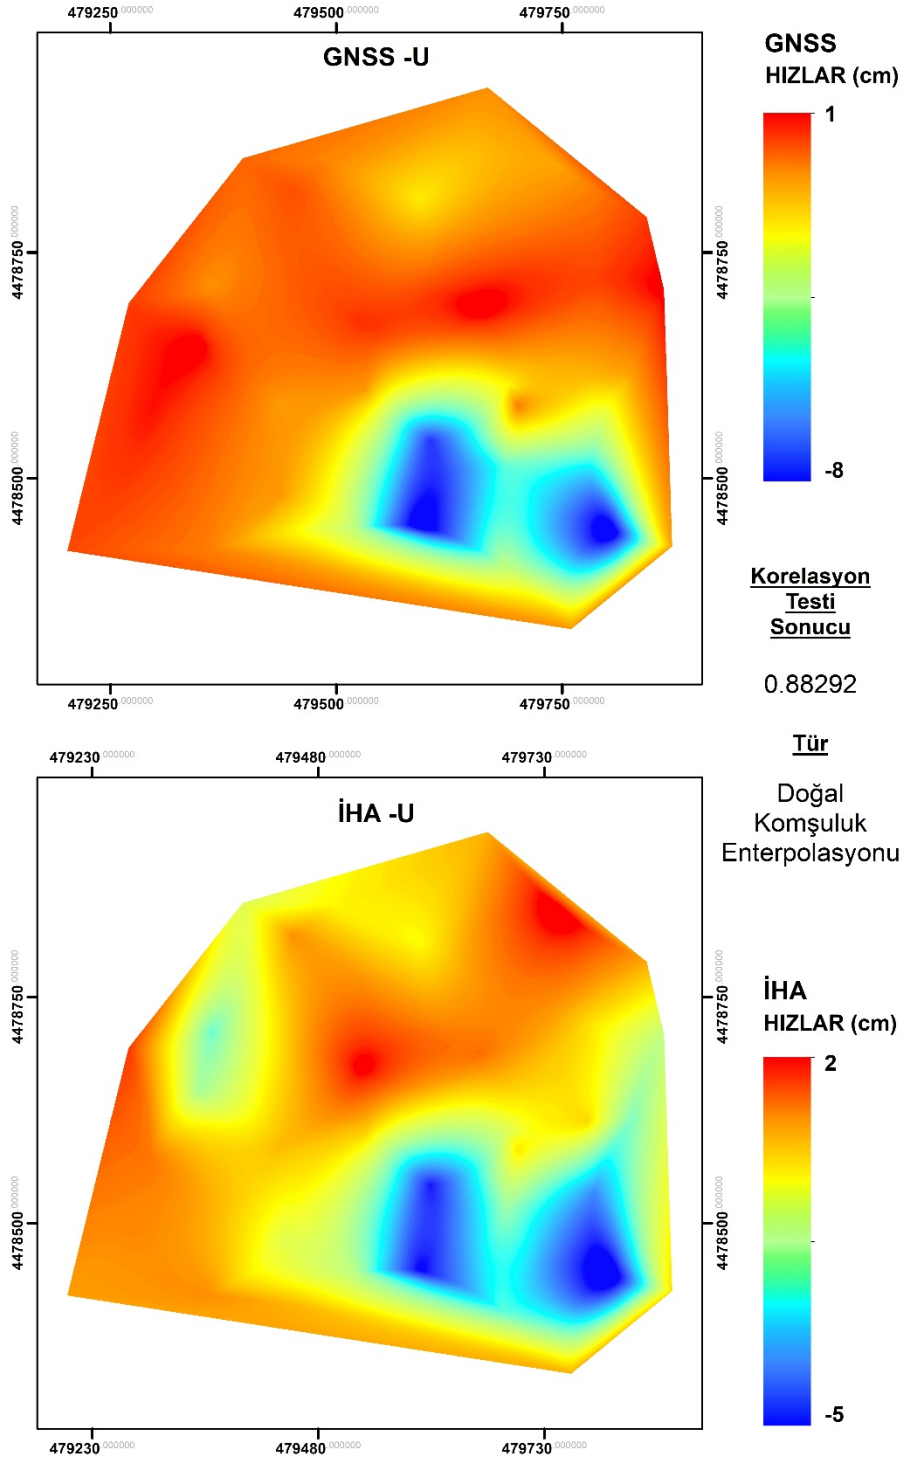 479250.000000 479500.000000 479750.000000
GNSS -U
4478750.000000 4478750.000000
4478500.000000 4478500.000000
479250.000000 479500.000000 479750.000000
GNSS
HIZLAR (cm)
1
-8
Korelasyon
Testi
Sonucu
0.88292
Tür
Doğal
Komşuluk
Enterpolasyonu
479230.000000 479480.000000 479730.000000
İHA -U
4478750.000000 4478750.000000
4478500.000000 4478500.000000
479230.000000 479480.000000 479730.000000
İHA
HIZLAR (cm)
2
-5